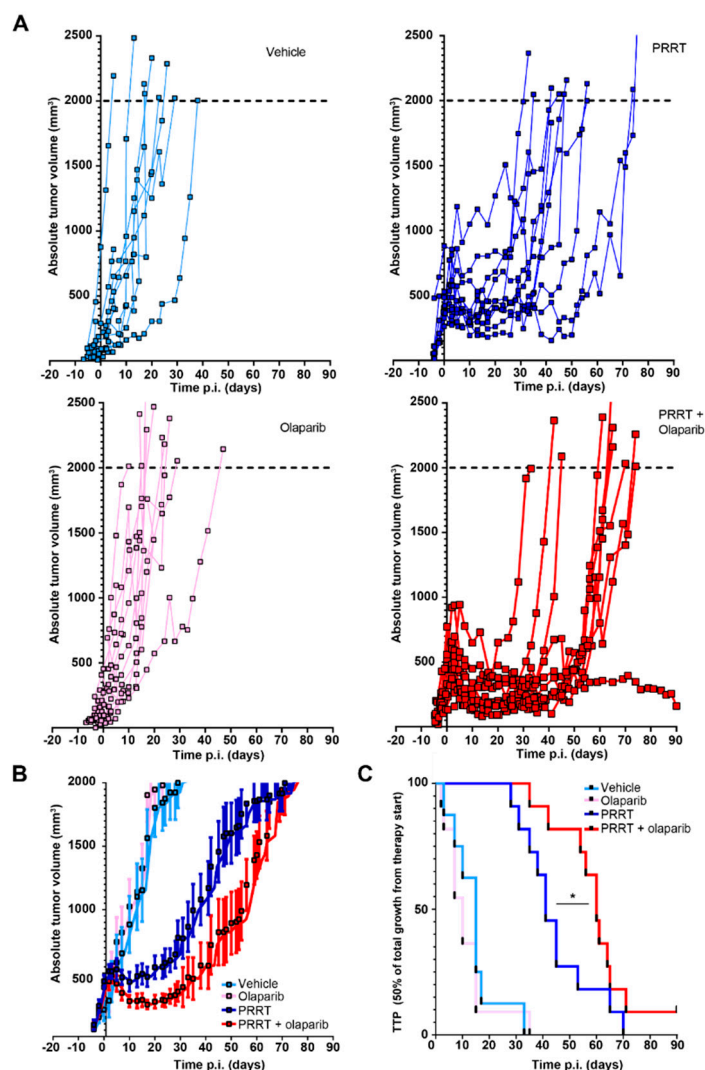 A
Vehicle
PRRT
Absolute tumor volume (mm³)
2500
2000
1500
1000
500
-20 -10 0 10 20 30 40 50 60 70 80 90
Time p.i. (days)
Absolute tumor volume (mm³)
2500
2000
1500
1000
500
-20 -10 0 10 20 30 40 50 60 70 80 90
Time p.i. (days)
Olaparib
PRRT +
Olaparib
Absolute tumor volume (mm³)
2500
2000
1500
1000
500
-20 -10 0 10 20 30 40 50 60 70 80 90
Time p.i. (days)
Absolute tumor volume (mm³)
2500
2000
1500
1000
500
-20 -10 0 10 20 30 40 50 60 70 80 90
Time p.i. (days)
B
Absolute tumor volume (mm³)
2000
1500
1000
500
-10 0 10 20 30 40 50 60 70 80 90
Time p.i. (days)
Vehicle
Olaparib
PRRT
PRRT + olaparib
C
TTP (50% of total growth from therapy start)
100
50
0
0 10 20 30 40 50 60 70 80 90
Time p.i. (days)
Vehicle
Olaparib
PRRT
PRRT + olaparib
*